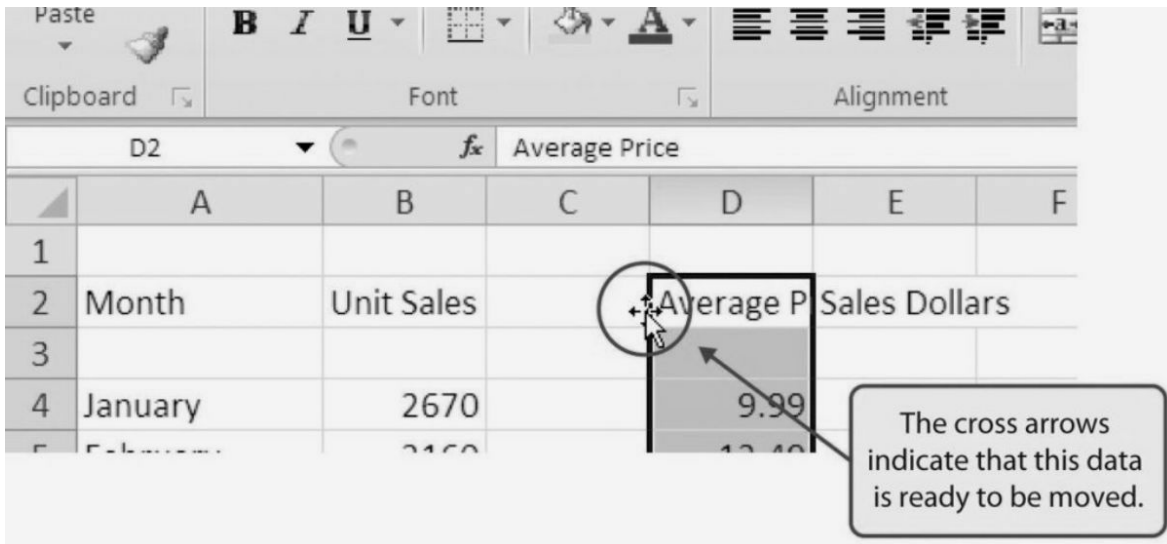 Paste
B I U A
Clipboard Font Alignment
D2 fx Average Price
A B C D E F
1
2 Month Unit Sales Average P Sales Dollars
3
4 January 2670 9.99
The cross arrows
indicate that this data
is ready to be moved.